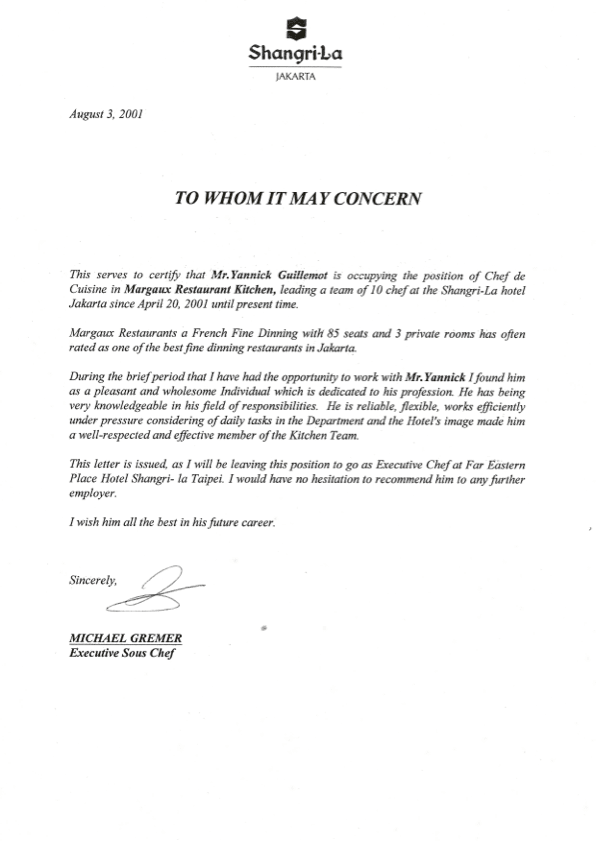 Shangri-La
JAKARTA
August 3, 2001
TO WHOM IT MAY CONCERN
This serves to certify that Mr.Yannick Guillemot is occupying the position of Chef de
Cuisine in Margaux Restaurant Kitchen, leading a team of 10 chef at the Shangri-La hotel
Jakarta since April 20, 2001 until present time.
Margaux Restaurants a French Fine Dinning with 85 seats and 3 private rooms has often
rated as one of the best fine dinning restaurants in Jakarta.
During the brief period that I have had the opportunity to work with Mr.Yannick I found him
as a pleasant and wholesome Individual which is dedicated to his profession. He has being
very knowledgeable in his field of responsibilities. He is reliable, flexible, works efficiently
under pressure considering of daily tasks in the Department and the Hotel's image made him
a well-respected and effective member of the Kitchen Team.
This letter is issued, as I will be leaving this position to go as Executive Chef at Far Eastern
Place Hotel Shangri- la Taipei. I would have no hesitation to recommend him to any further
employer.
I wish him all the best in his future career.
Sincerely,
MICHAEL GREMER
Executive Sous Chef